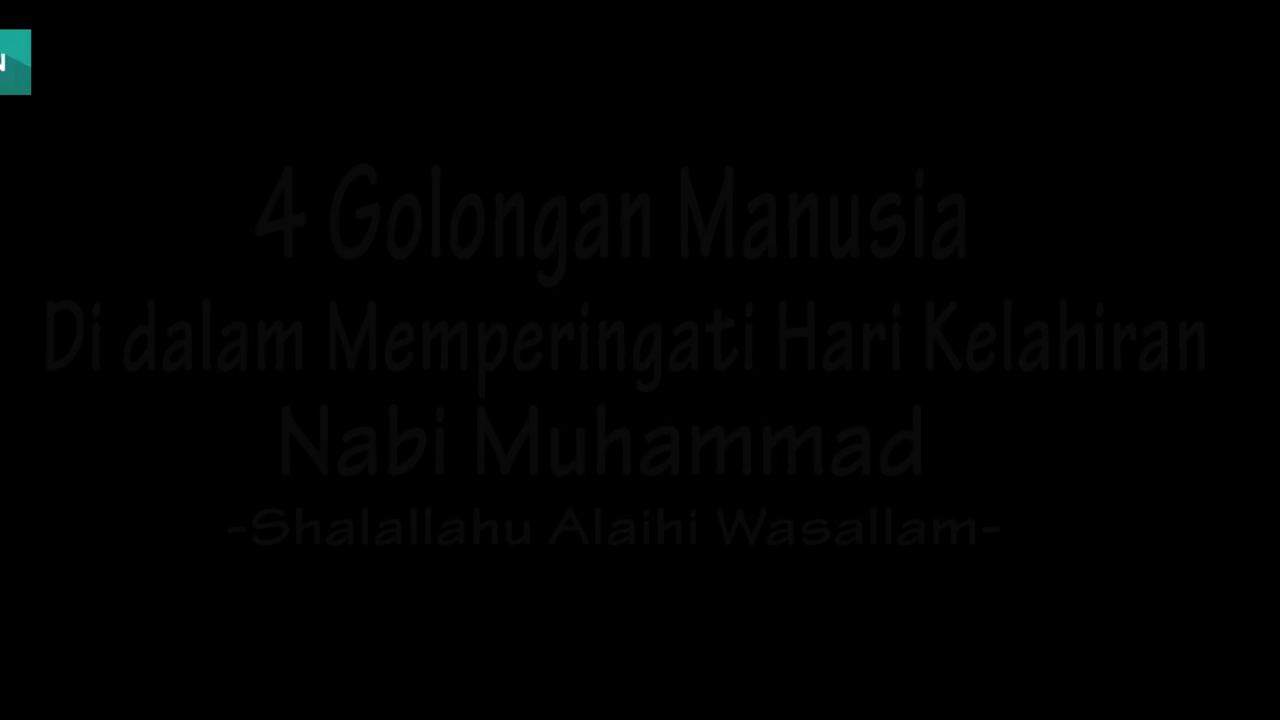 N
4 Golongan Manusia
Di dalam Memperingati Hari Kelahiran
Nabi Muhammad
-Shalallahu Alaihi Wasallam-